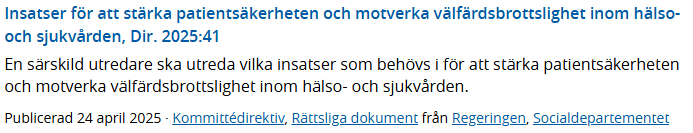 Insatser för att stärka patientsäkerheten och motverka välfärdsbrottslighet inom hälso-
och sjukvården, Dir. 2025:41
En särskild utredare ska utreda vilka insatser som behövs i för att stärka patientsäkerheten
och motverka välfärdsbrottslighet inom hälso- och sjukvården.
Publicerad 24 april 2025 · Kommittédirektiv, Rättsliga dokument från Regeringen, Socialdepartementet